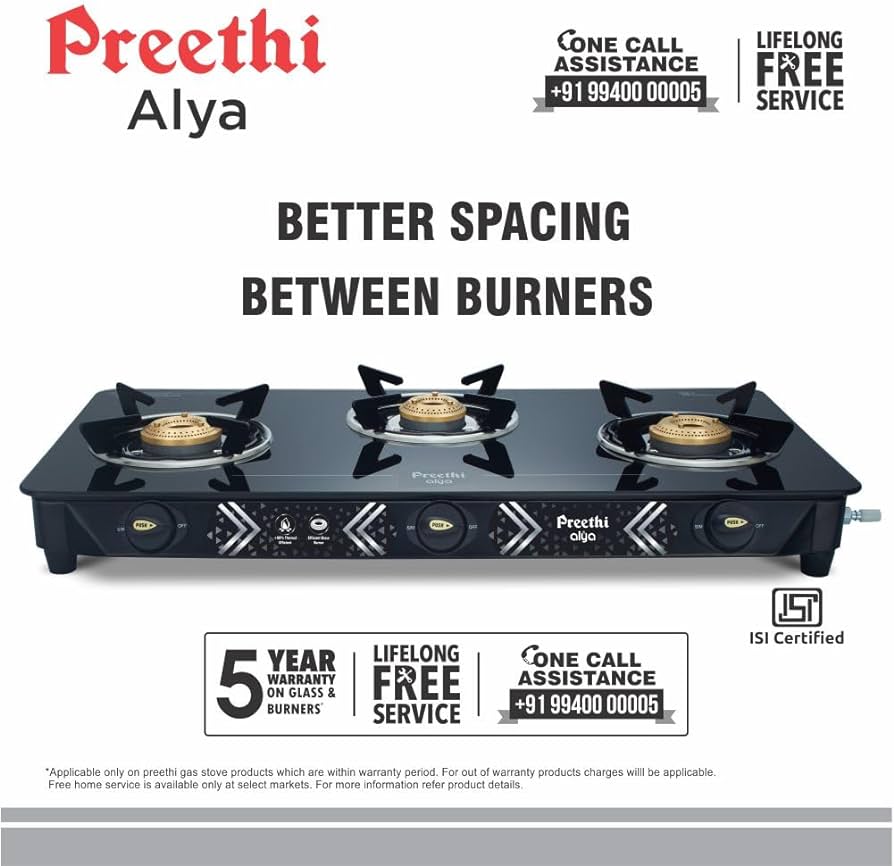 Preethi
Alya
ONE CALL
ASSISTANCE
+91 99400 00005
LIFELONG
FREE
SERVICE
BETTER SPACING
BETWEEN BURNERS
Preethi
alya
PUSH
OFF
PUSH
PUSH
OFF
Preethi
alya
ISI Certified
5 YEAR
WARRANTY
ON GLASS &
BURNERS*
LIFELONG
FREE
SERVICE
ONE CALL
ASSISTANCE
+91 99400 00005
*Applicable only on preethi gas stove products which are within warranty period. For out of warranty products charges willl be applicable.
Free home service is available only at select markets. For more information refer product details.